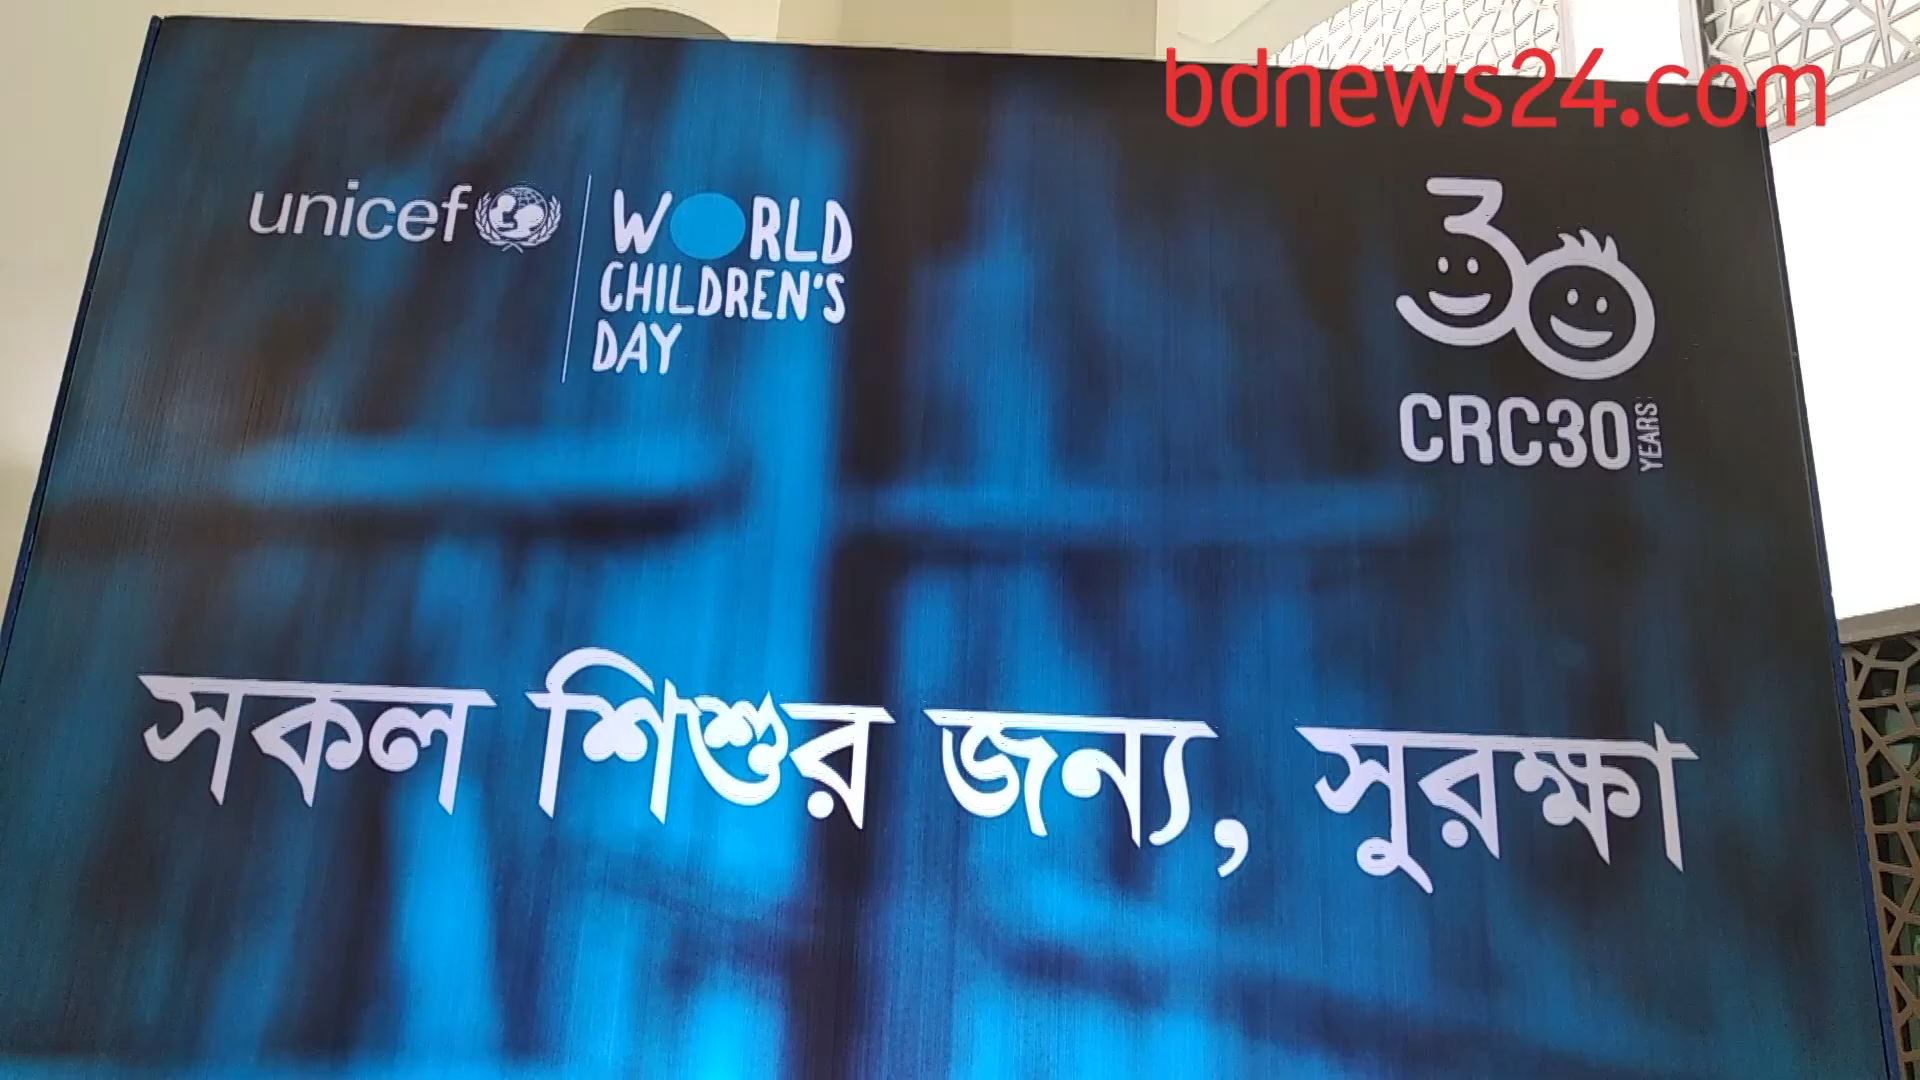 bdnews24.com
unicef
WORLD
CHILDREN'S
DAY
30
CRC30
YEARS
সকল শিশুর জন্য, সুরক্ষা